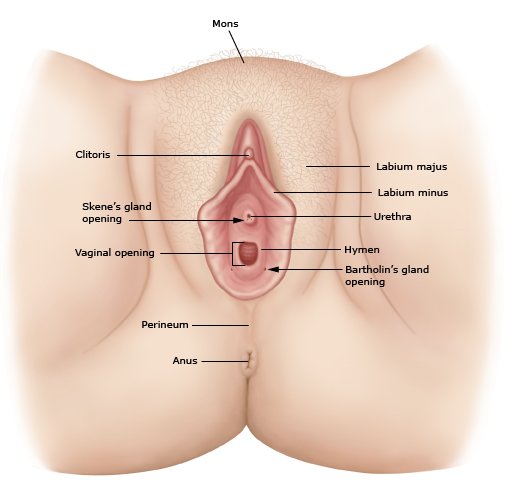 Mons
Clitoris
Labium majus
Labium minus
Skene's gland
opening
Urethra
Vaginal opening
Hymen
Bartholin's gland
opening
Perineum
Anus